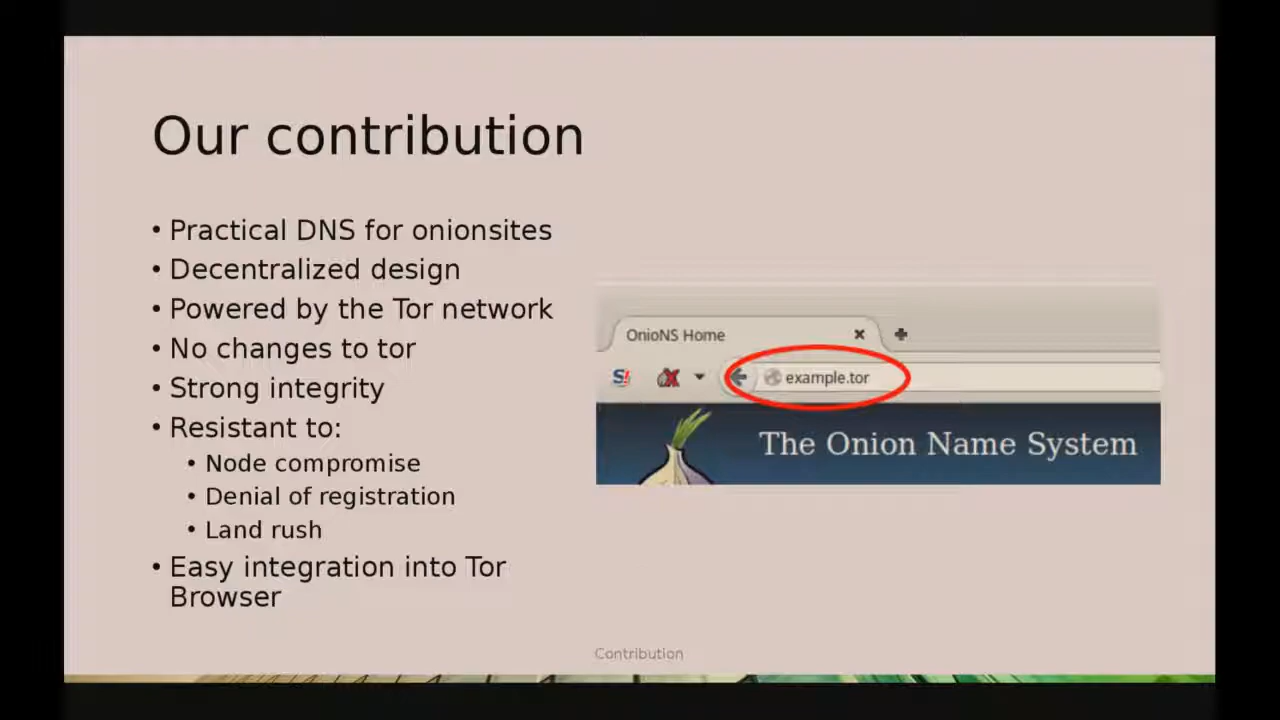 Our contribution
• Practical DNS for onionsites
• Decentralized design
• Powered by the Tor network
• No changes to tor
• Strong integrity
• Resistant to:
• Node compromise
• Denial of registration
• Land rush
• Easy integration into Tor
Browser
OnioNS Home
S!
example.tor
The Onion Name System
Contribution